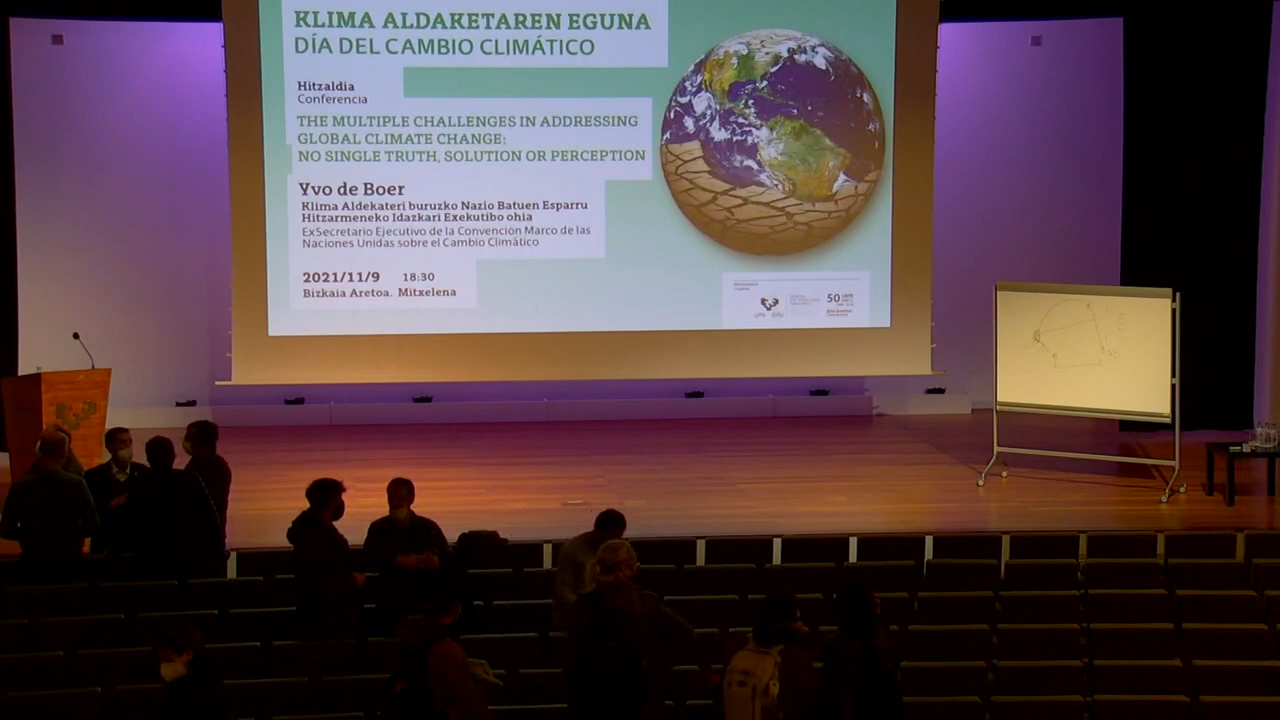 KLIMA ALDAKETAREN EGUNA
DÍA DEL CAMBIO CLIMÁTICO
Hitzaldia
Conferencia
THE MULTIPLE CHALLENGES IN ADDRESSING
GLOBAL CLIMATE CHANGE:
NO SINGLE TRUTH, SOLUTION OR PERCEPTION
Yvo de Boer
Klima Aldekateri buruzko Nazio Batuen Esparru
Hitzarmeneko Idazkari Exekutibo ohia
ExSecretario Ejecutivo de la Convención Marco de las
Naciones Unidas sobre el Cambio Climático
2021/11/9 18:30
Bizkaia Aretoa. Mitxelena
50